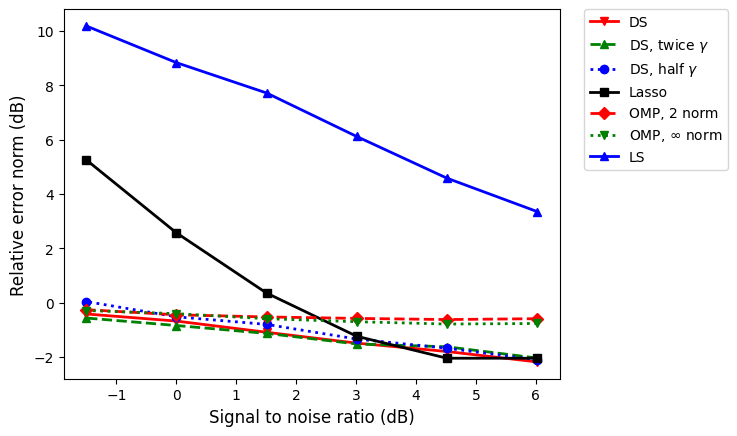 10
8
6
4
2
0
−2
Relative error norm (dB)
−1
0
1
2
3
4
5
6
Signal to noise ratio (dB)
DS
DS, twice γ
DS, half γ
Lasso
OMP, 2 norm
OMP, ∞ norm
LS